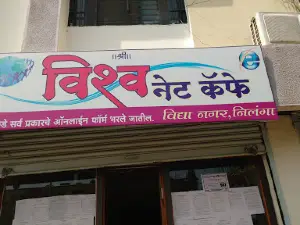 ॥श्री॥
विश्व नेट कॅफे
डे सर्व प्रकारचे ऑनलाईन फॉर्म भरले जातील. विद्या नगर, निलंगा